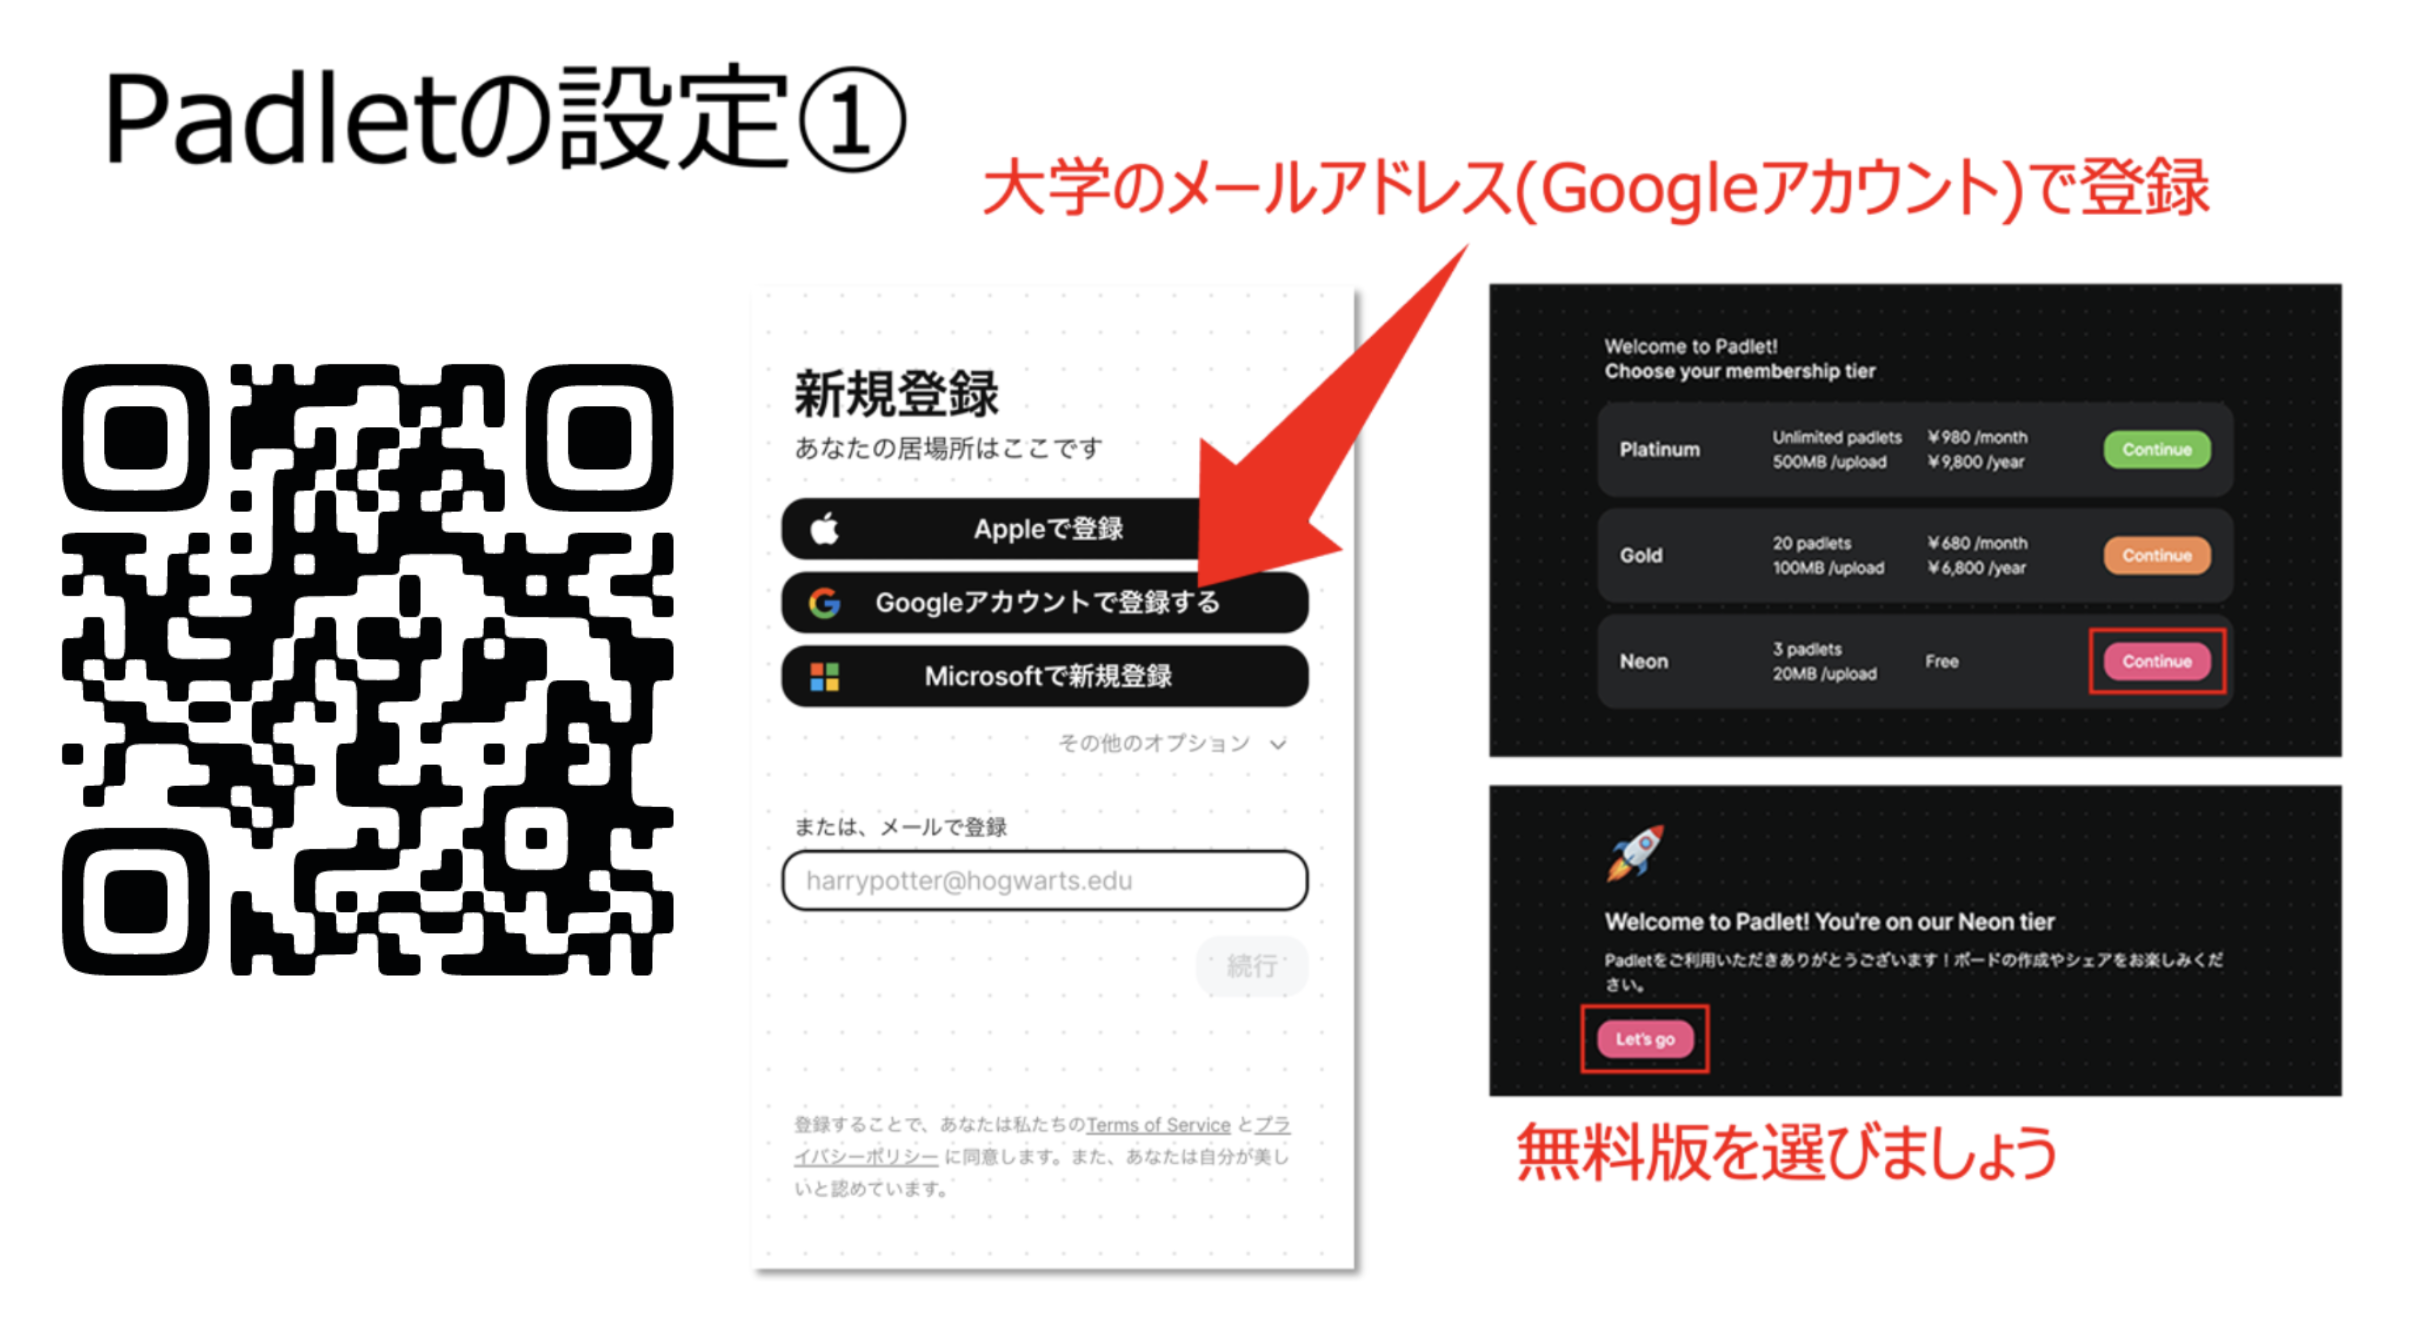 Padletの設定①
大学のメールアドレス(Googleアカウント)で登録
新規登録
あなたの居場所はここです
Appleで登録
Googleアカウントで登録する
Microsoftで新規登録
その他のオプション
または、メールで登録
harrypotter@hogwarts.edu
続行
登録することで、あなたは私たちのTerms of Service とプラ
イバシーポリシー に同意します。また、あなたは自分が美し
いと認めています。
Welcome to Padlet!
Choose your membership tier
Platinum
Unlimited padlets
500MB /upload
¥980 /month
¥9,800 /year
Continue
Gold
20 padlets
100MB /upload
¥680 /month
¥6,800 /year
Continue
Neon
3 padlets
20MB /upload
Free
Continue
Welcome to Padlet! You're on our Neon tier
Padletをご利用いただきありがとうございます！ボードの作成やシェアをお楽しみくだ
さい。
Let's go
無料版を選びましょう